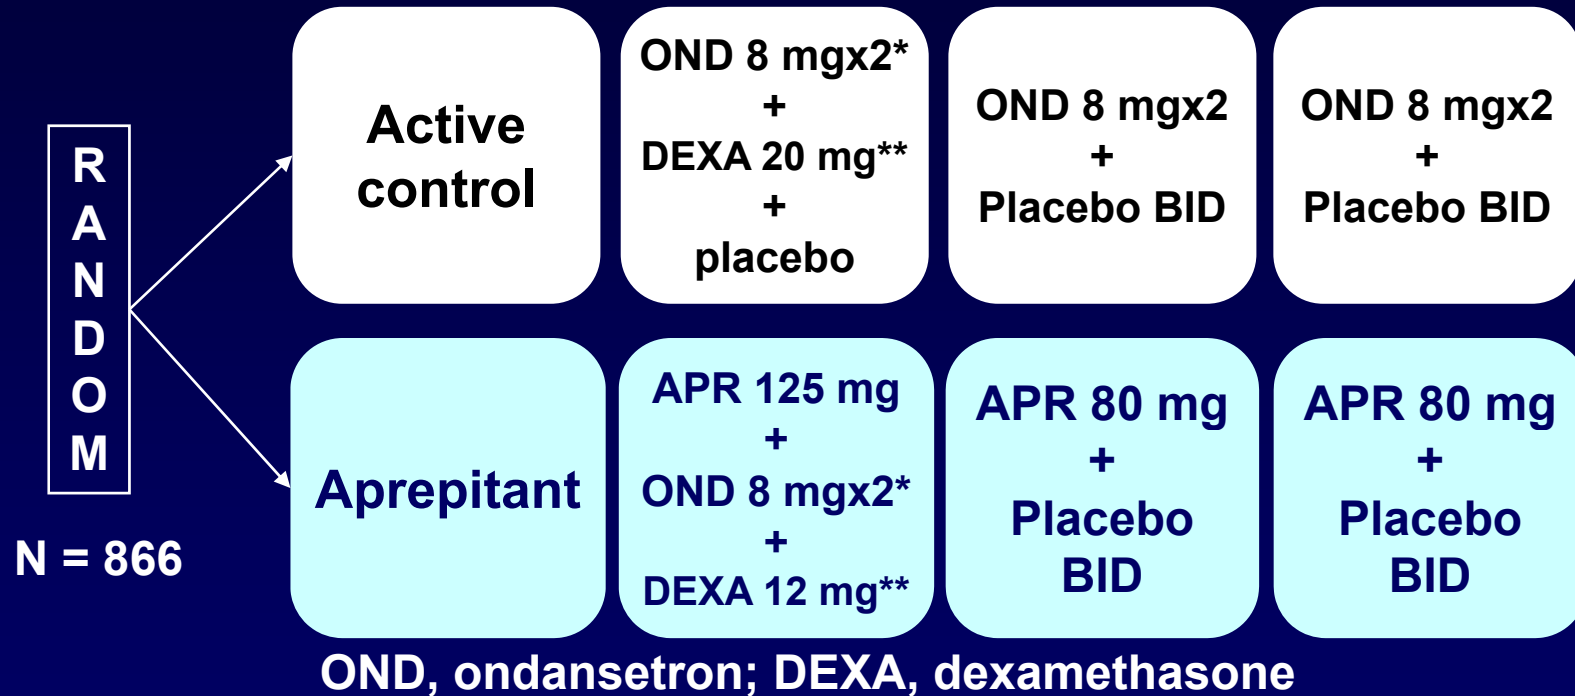 R
A
N
D
O
M
N = 866
Active
control
OND 8 mgx2*
+
DEXA 20 mg**
+
placebo
OND 8 mgx2
+
Placebo BID
OND 8 mgx2
+
Placebo BID
Aprepitant
APR 125 mg
+
OND 8 mgx2*
+
DEXA 12 mg**
APR 80 mg
+
Placebo
BID
APR 80 mg
+
Placebo
BID
OND, ondansetron; DEXA, dexamethasone